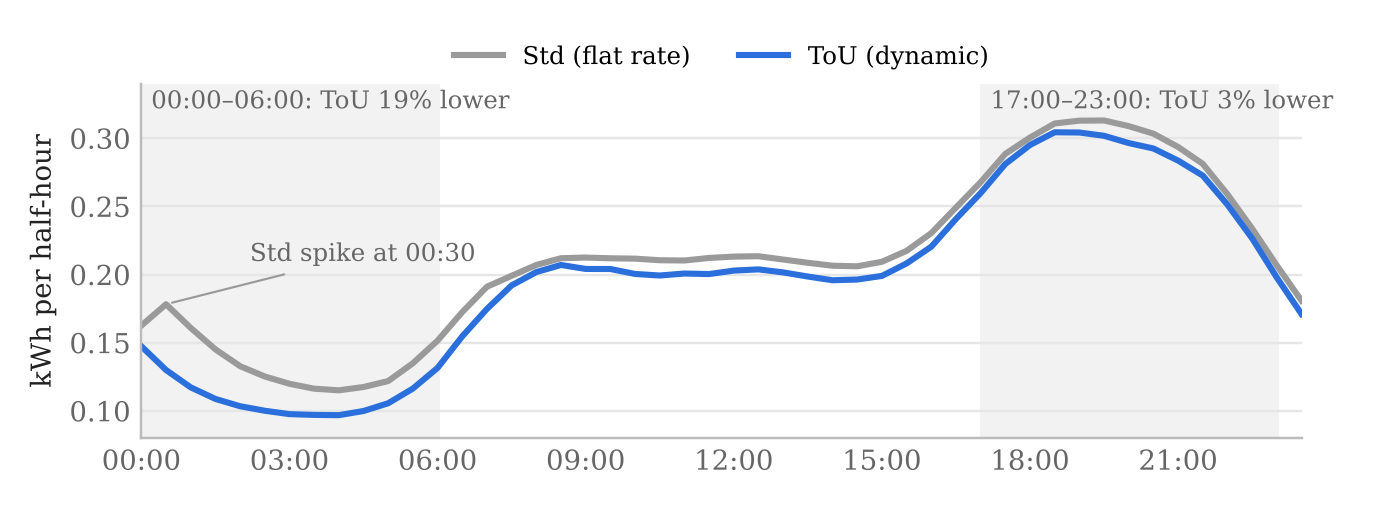 Std (flat rate)
ToU (dynamic)
00:00–06:00: ToU 19% lower
17:00–23:00: ToU 3% lower
Std spike at 00:30
kWh per half-hour
0.30
0.25
0.20
0.15
0.10
00:00
03:00
06:00
09:00
12:00
15:00
18:00
21:00